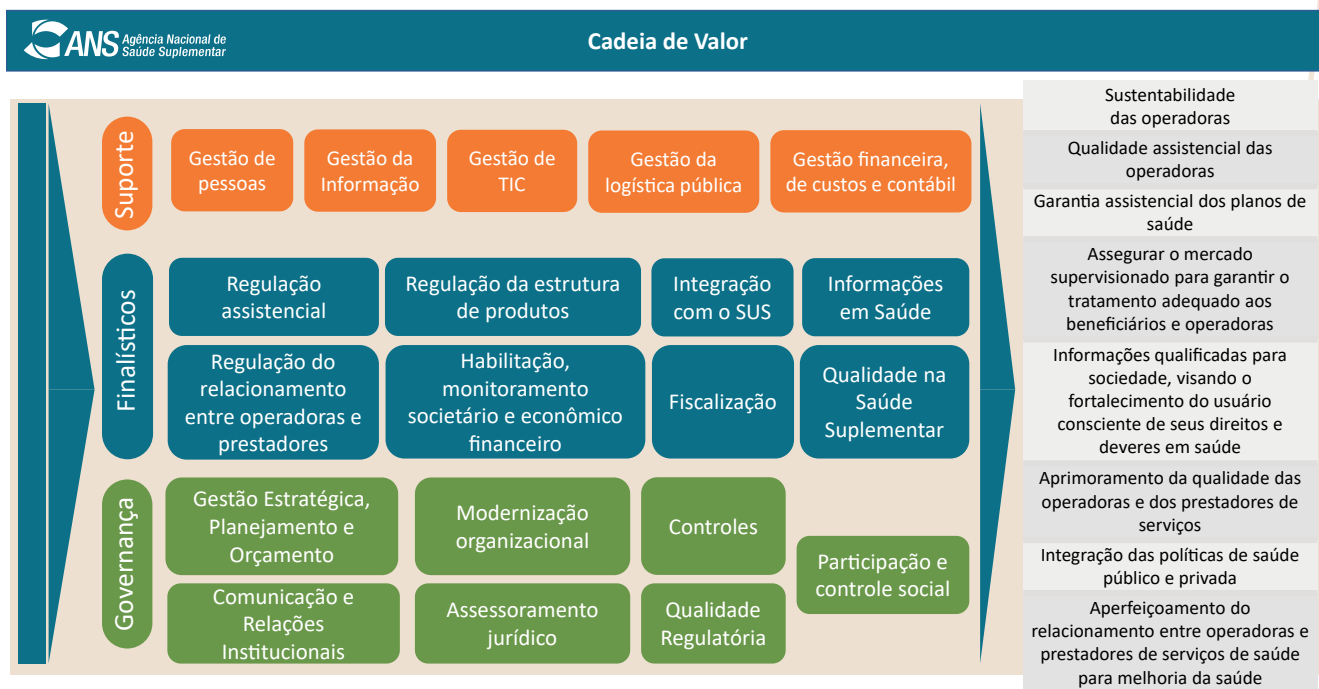 ANS Agência Nacional de
Saúde Suplementar
Cadeia de Valor
Suporte
Gestão de
pessoas
Gestão da
Informação
Gestão de
TIC
Gestão da
logística pública
Gestão financeira,
de custos e contábil
Finalísticos
Regulação
assistencial
Regulação da estrutura
de produtos
Integração
com o SUS
Informações
em Saúde
Regulação do
relacionamento
entre operadoras e
prestadores
Habilitação,
monitoramento
societário e econômico
financeiro
Fiscalização
Qualidade na
Saúde
Suplementar
Governança
Gestão Estratégica,
Planejamento e
Orçamento
Modernização
organizacional
Controles
Participação e
controle social
Comunicação e
Relações
Institucionais
Assessoramento
jurídico
Qualidade
Regulatória
Sustentabilidade
das operadoras
Qualidade assistencial das
operadoras
Garantia assistencial dos planos de
saúde
Assegurar o mercado
supervisionado para garantir o
tratamento adequado aos
beneficiários e operadoras
Informações qualificadas para
sociedade, visando o
fortalecimento do usuário
consciente de seus direitos e
deveres em saúde
Aprimoramento da qualidade das
operadoras e dos prestadores de
serviços
Integração das políticas de saúde
público e privada
Aperfeiçoamento do
relacionamento entre operadoras e
prestadores de serviços de saúde
para melhoria da saúde